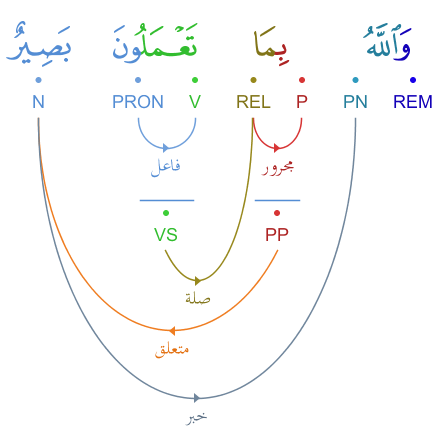 وَٱللَّهُ بِمَا تَعْمَلُونَ بَصِيرٌ
REM PN P REL V PRON N
فاعل مجرور
VS PP
صلة
متعلق
خبر